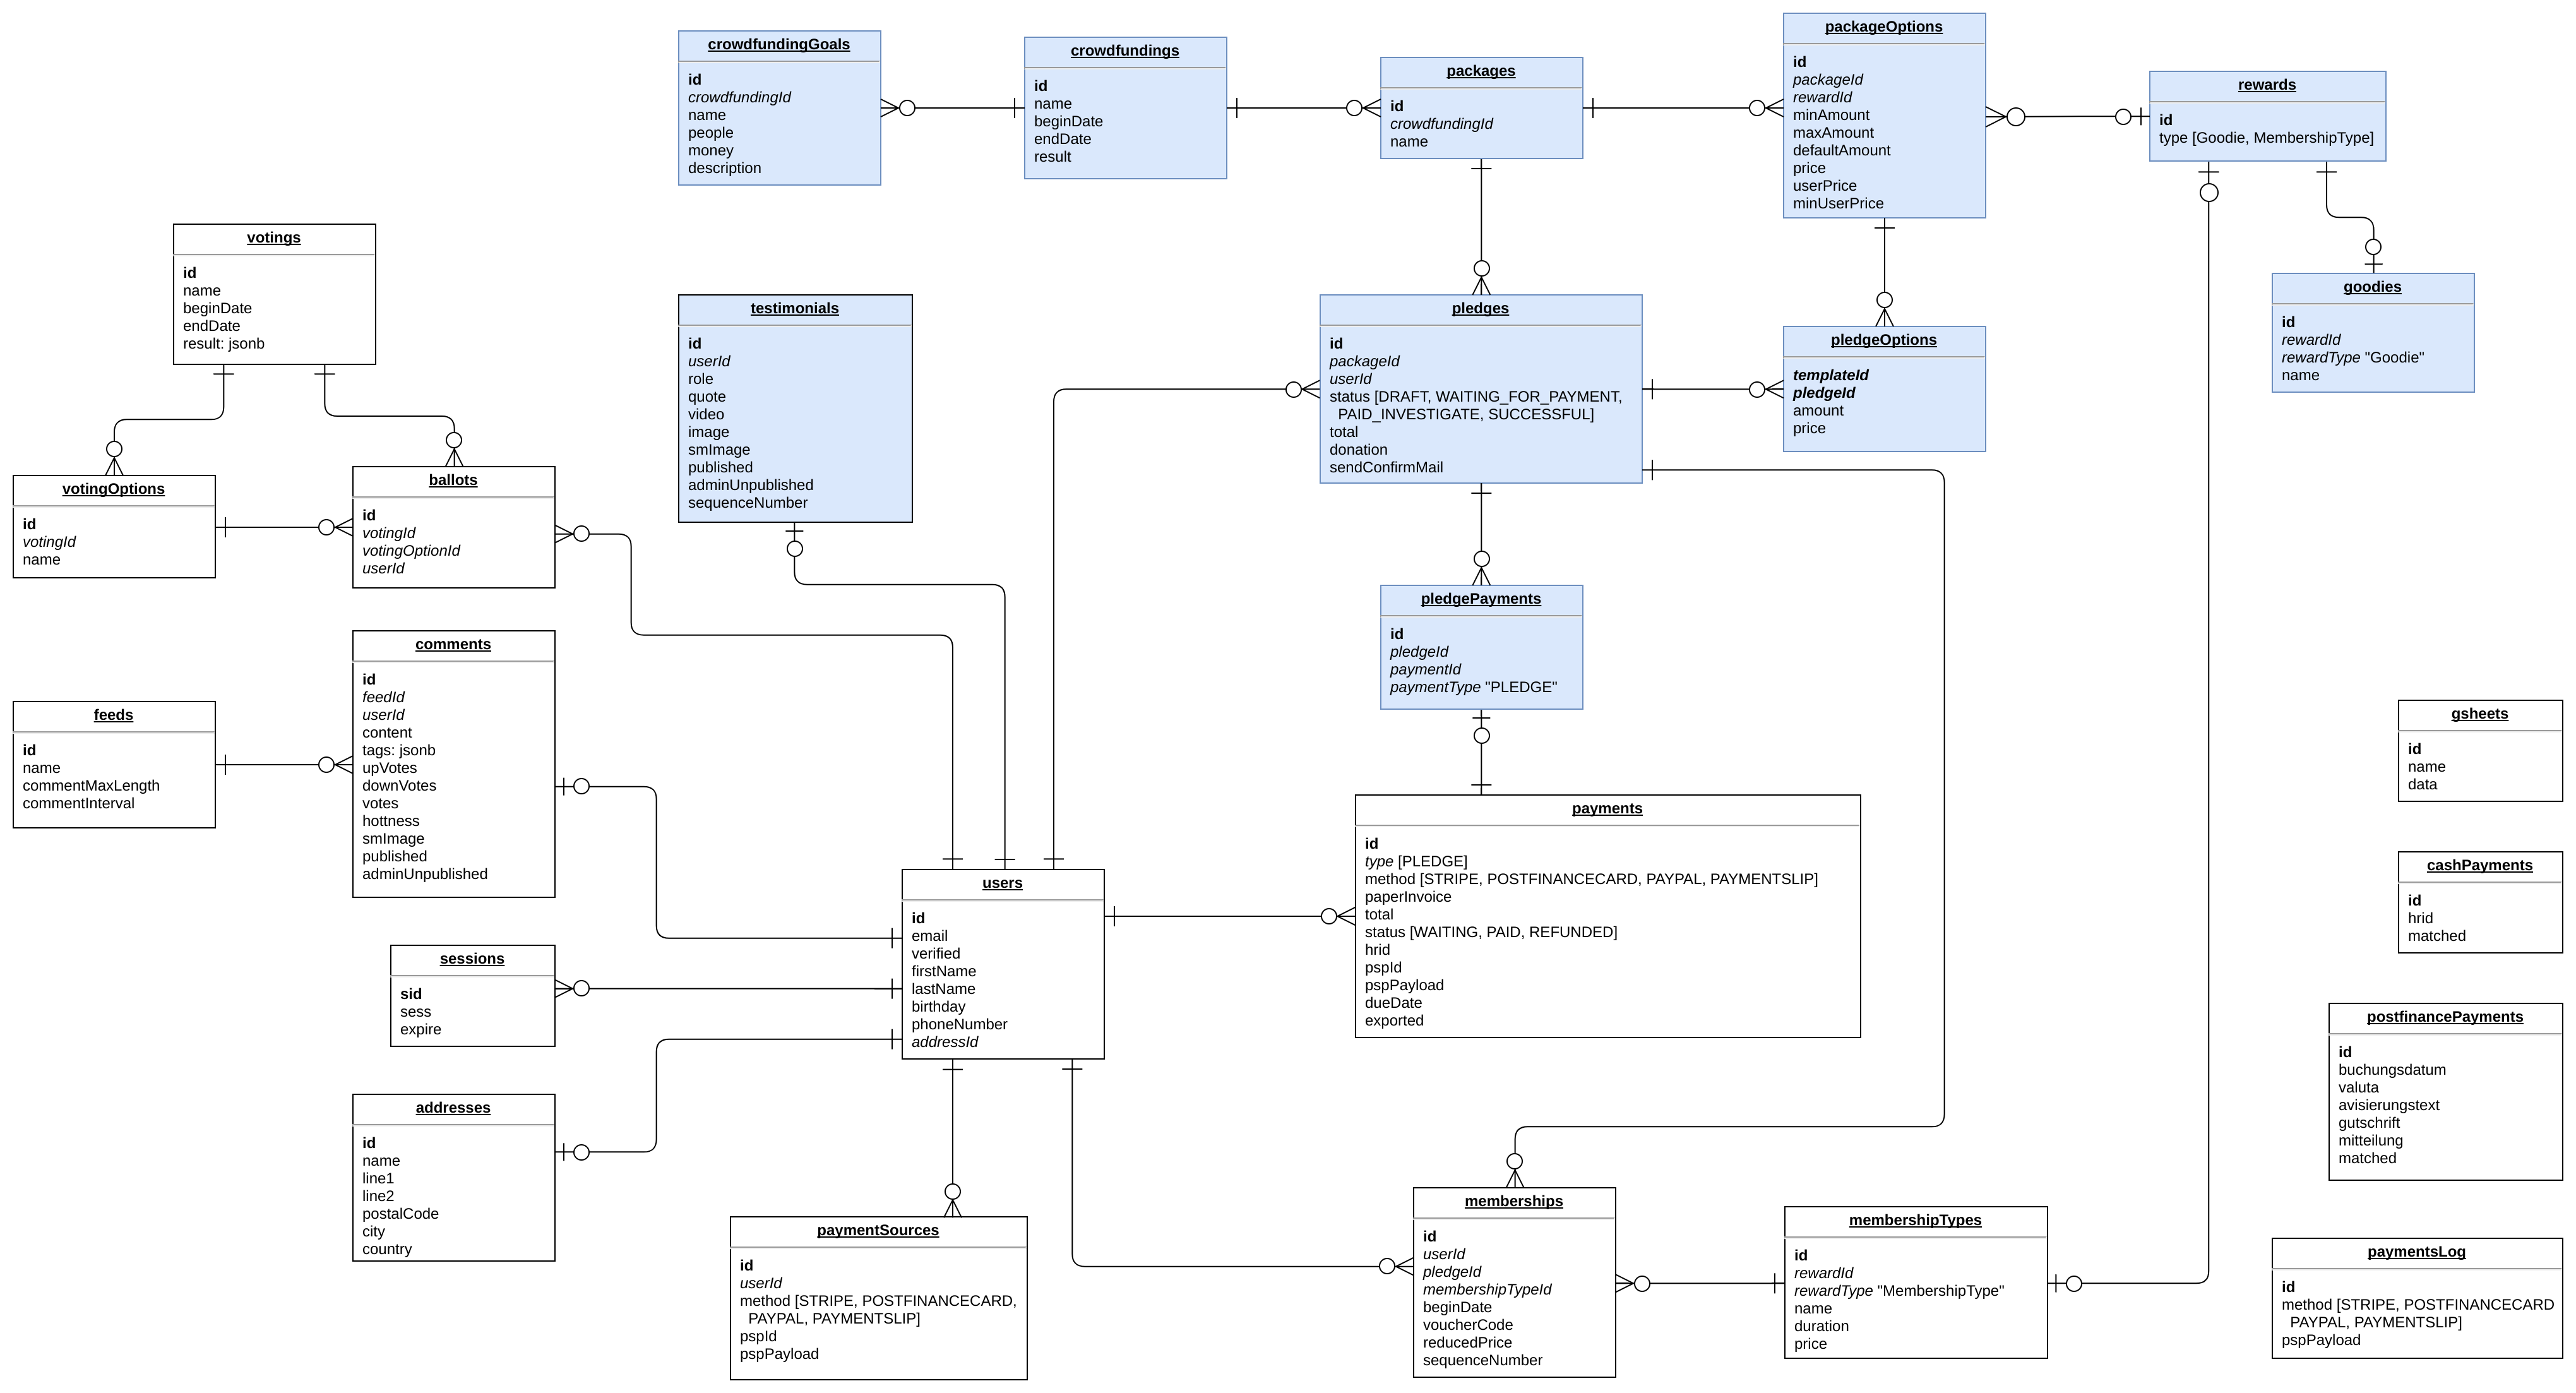 crowdfundingGoals
id
crowdfundingId
name
people
money
description
crowdfundings
id
name
beginDate
endDate
result
packages
id
crowdfundingId
name
packageOptions
id
packageId
rewardId
minAmount
maxAmount
defaultAmount
price
userPrice
minUserPrice
rewards
id
type [Goodie, MembershipType]
votings
id
name
beginDate
endDate
result: jsonb
testimonials
id
userId
role
quote
video
image
smImage
published
adminUnpublished
sequenceNumber
pledges
id
packageId
userId
status [DRAFT, WAITING_FOR_PAYMENT,
PAID_INVESTIGATE, SUCCESSFUL]
total
donation
sendConfirmMail
pledgeOptions
templateId
pledgeId
amount
price
goodies
id
rewardId
rewardType "Goodie"
name
votingOptions
id
votingId
name
ballots
id
votingId
votingOptionId
userId
pledgePayments
id
pledgeId
paymentId
paymentType "PLEDGE"
comments
id
feedId
userId
content
tags: jsonb
upVotes
downVotes
votes
hottness
smImage
published
adminUnpublished
feeds
id
name
commentMaxLength
commentInterval
gsheets
id
name
data
payments
id
type [PLEDGE]
method [STRIPE, POSTFINANCECARD, PAYPAL, PAYMENTSLIP]
paperInvoice
total
status [WAITING, PAID, REFUNDED]
hrid
pspId
pspPayload
dueDate
exported
users
id
email
verified
firstName
lastName
birthday
phoneNumber
addressId
cashPayments
id
hrid
matched
sessions
sid
sess
expire
postfinancePayments
id
buchungsdatum
valuta
avisierungstext
gutschrift
mitteilung
matched
addresses
id
name
line1
line2
postalCode
city
country
paymentSources
id
userId
method [STRIPE, POSTFINANCECARD,
PAYPAL, PAYMENTSLIP]
pspId
pspPayload
memberships
id
userId
pledgeId
membershipTypeId
beginDate
voucherCode
reducedPrice
sequenceNumber
membershipTypes
id
rewardId
rewardType "MembershipType"
name
duration
price
paymentsLog
id
method [STRIPE, POSTFINANCECARD
PAYPAL, PAYMENTSLIP]
pspPayload